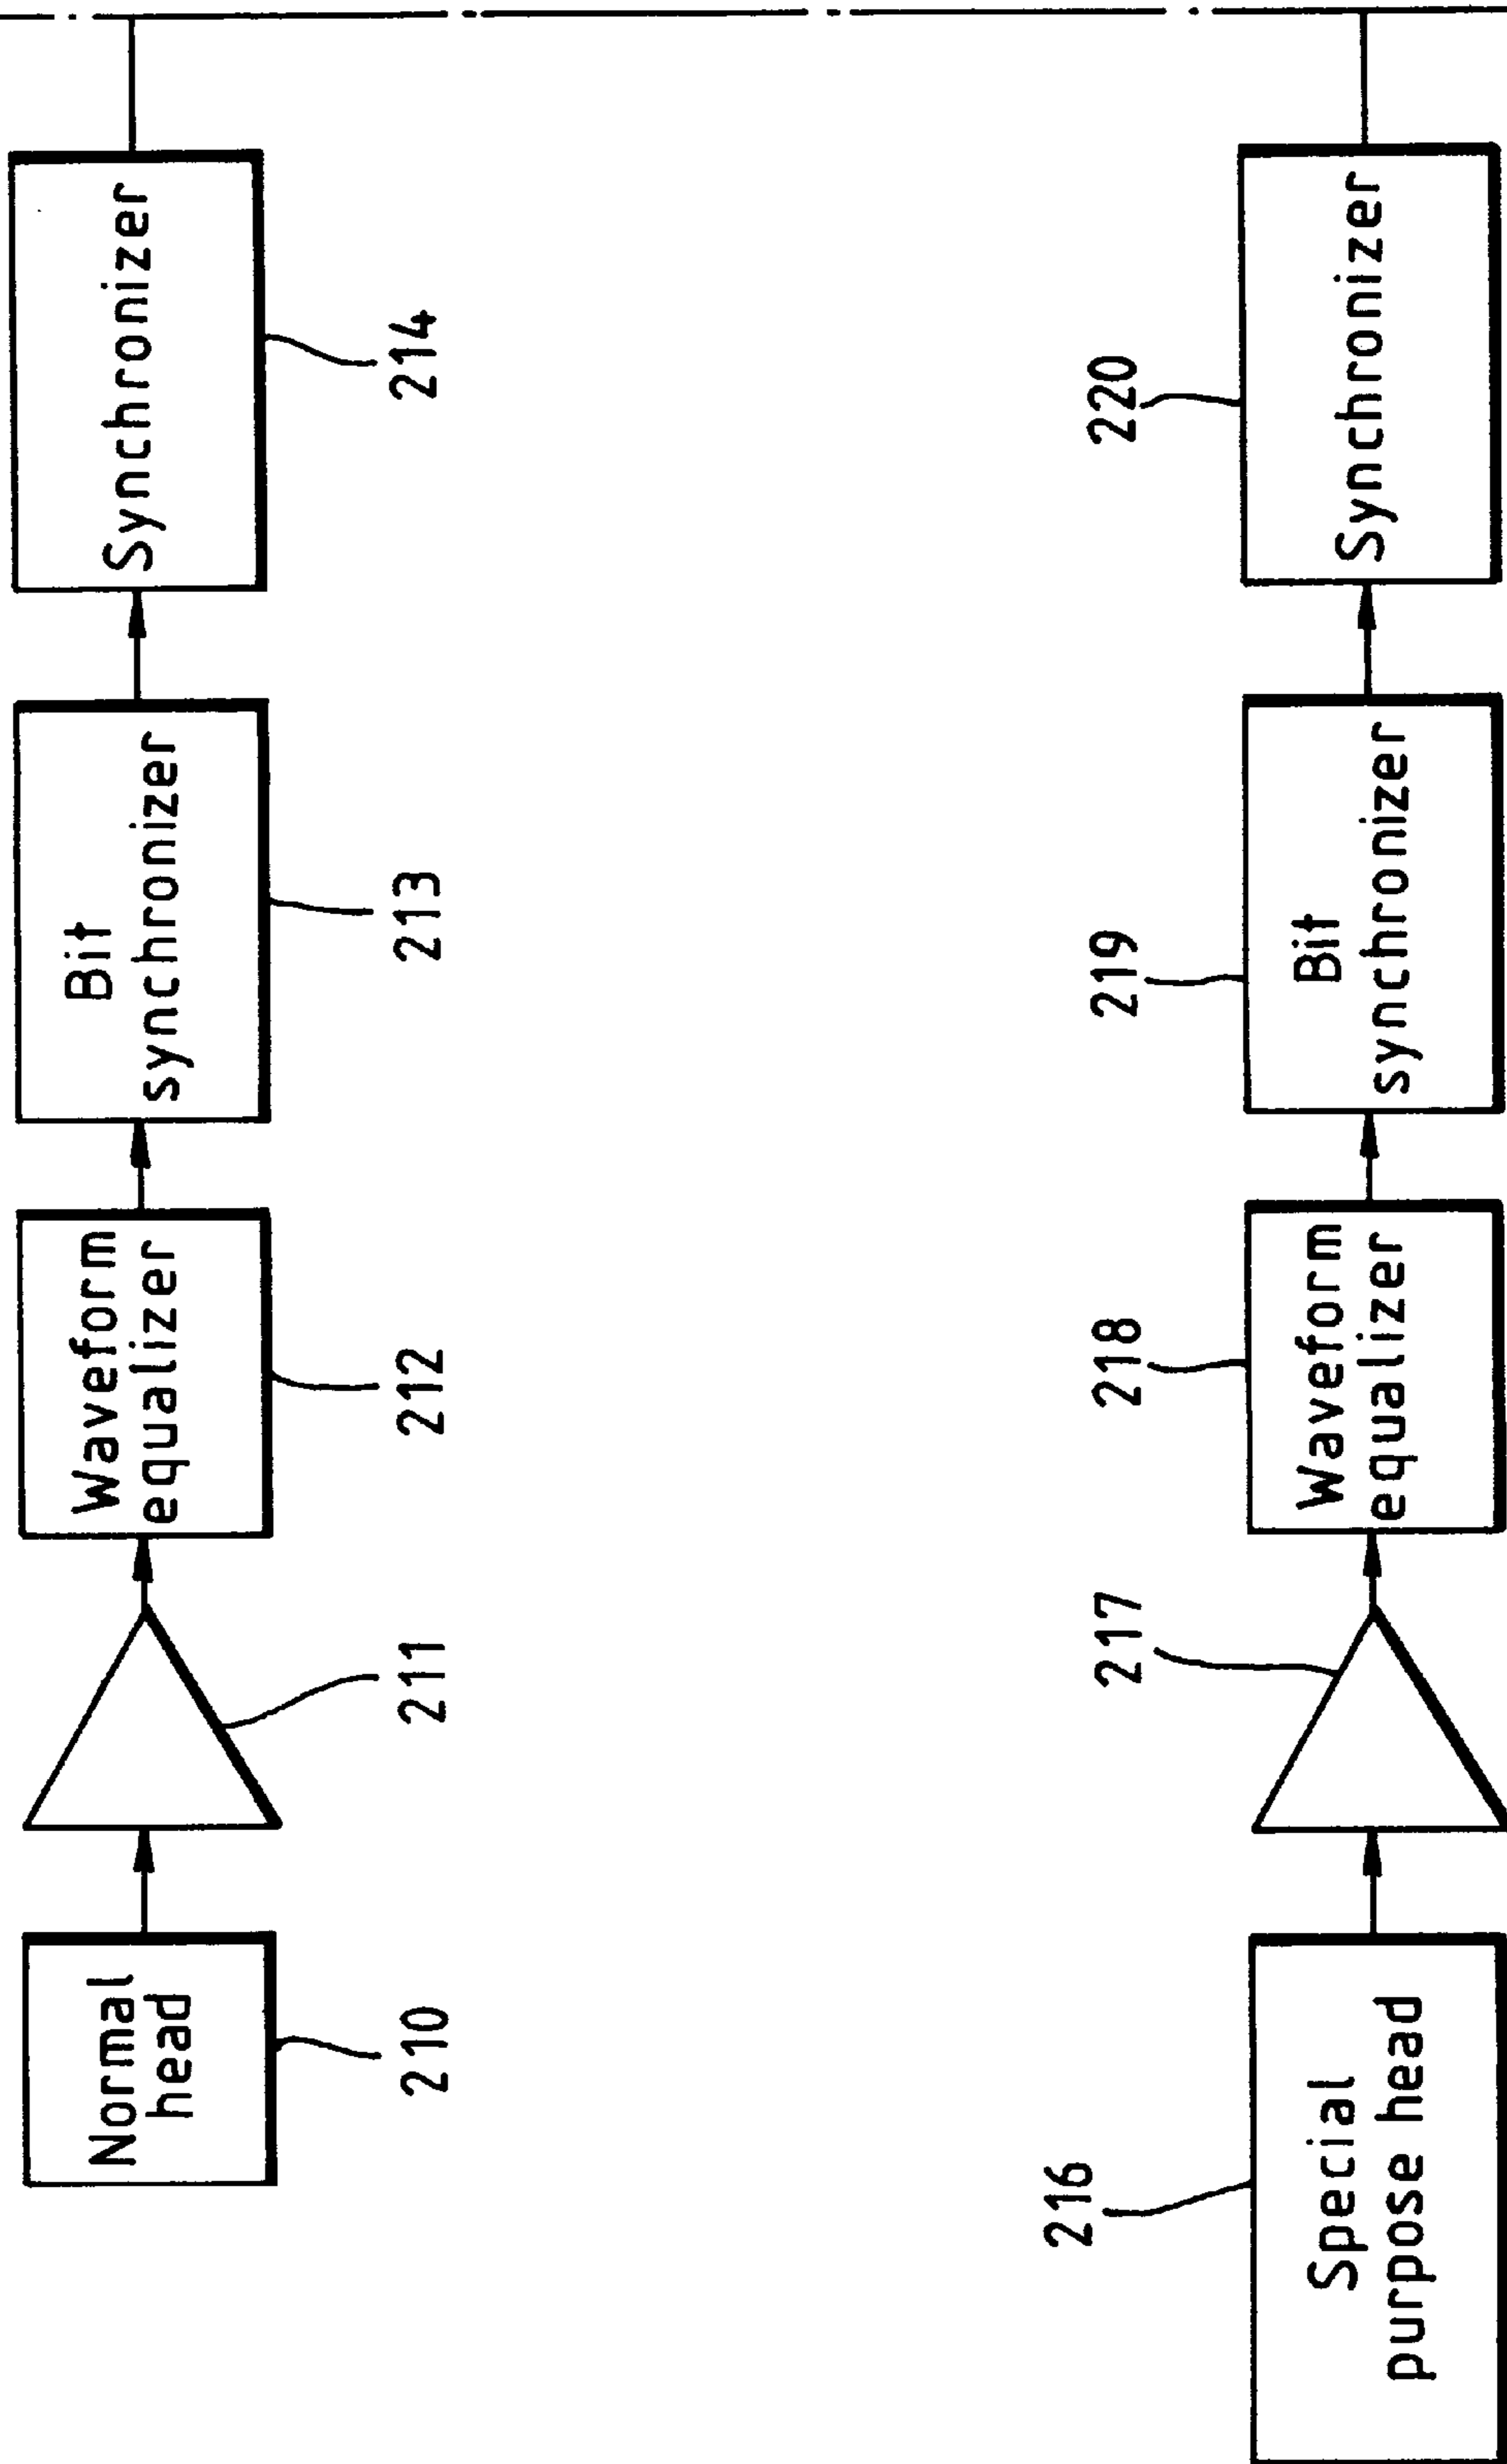 Normal
head
210
211
Waveform
equalizer
212
Bit
synchronizer
213
Synchronizer
214
Special
purpose head
216
217
Waveform
equalizer
218
Bit
synchronizer
219
Synchronizer
220